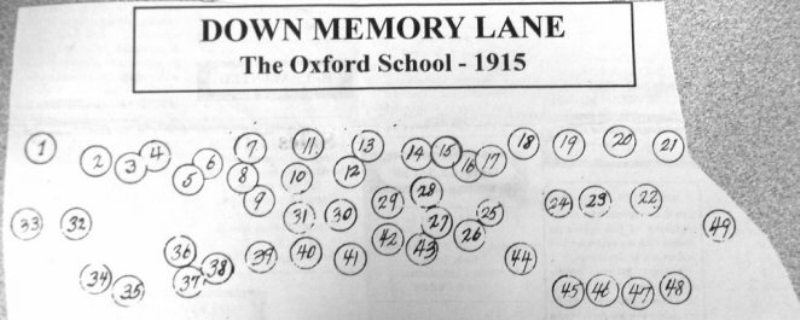 DOWN MEMORY LANE
The Oxford School - 1915
1 2 3 4 5 6 7 8 9 10 11 12 13 14 15 16 17 18 19 20 21
33 32 31 30 29 28 27 26 25 24 23 22 49
34 35 36 37 38 39 40 41 42 43 44 45 46 47 48